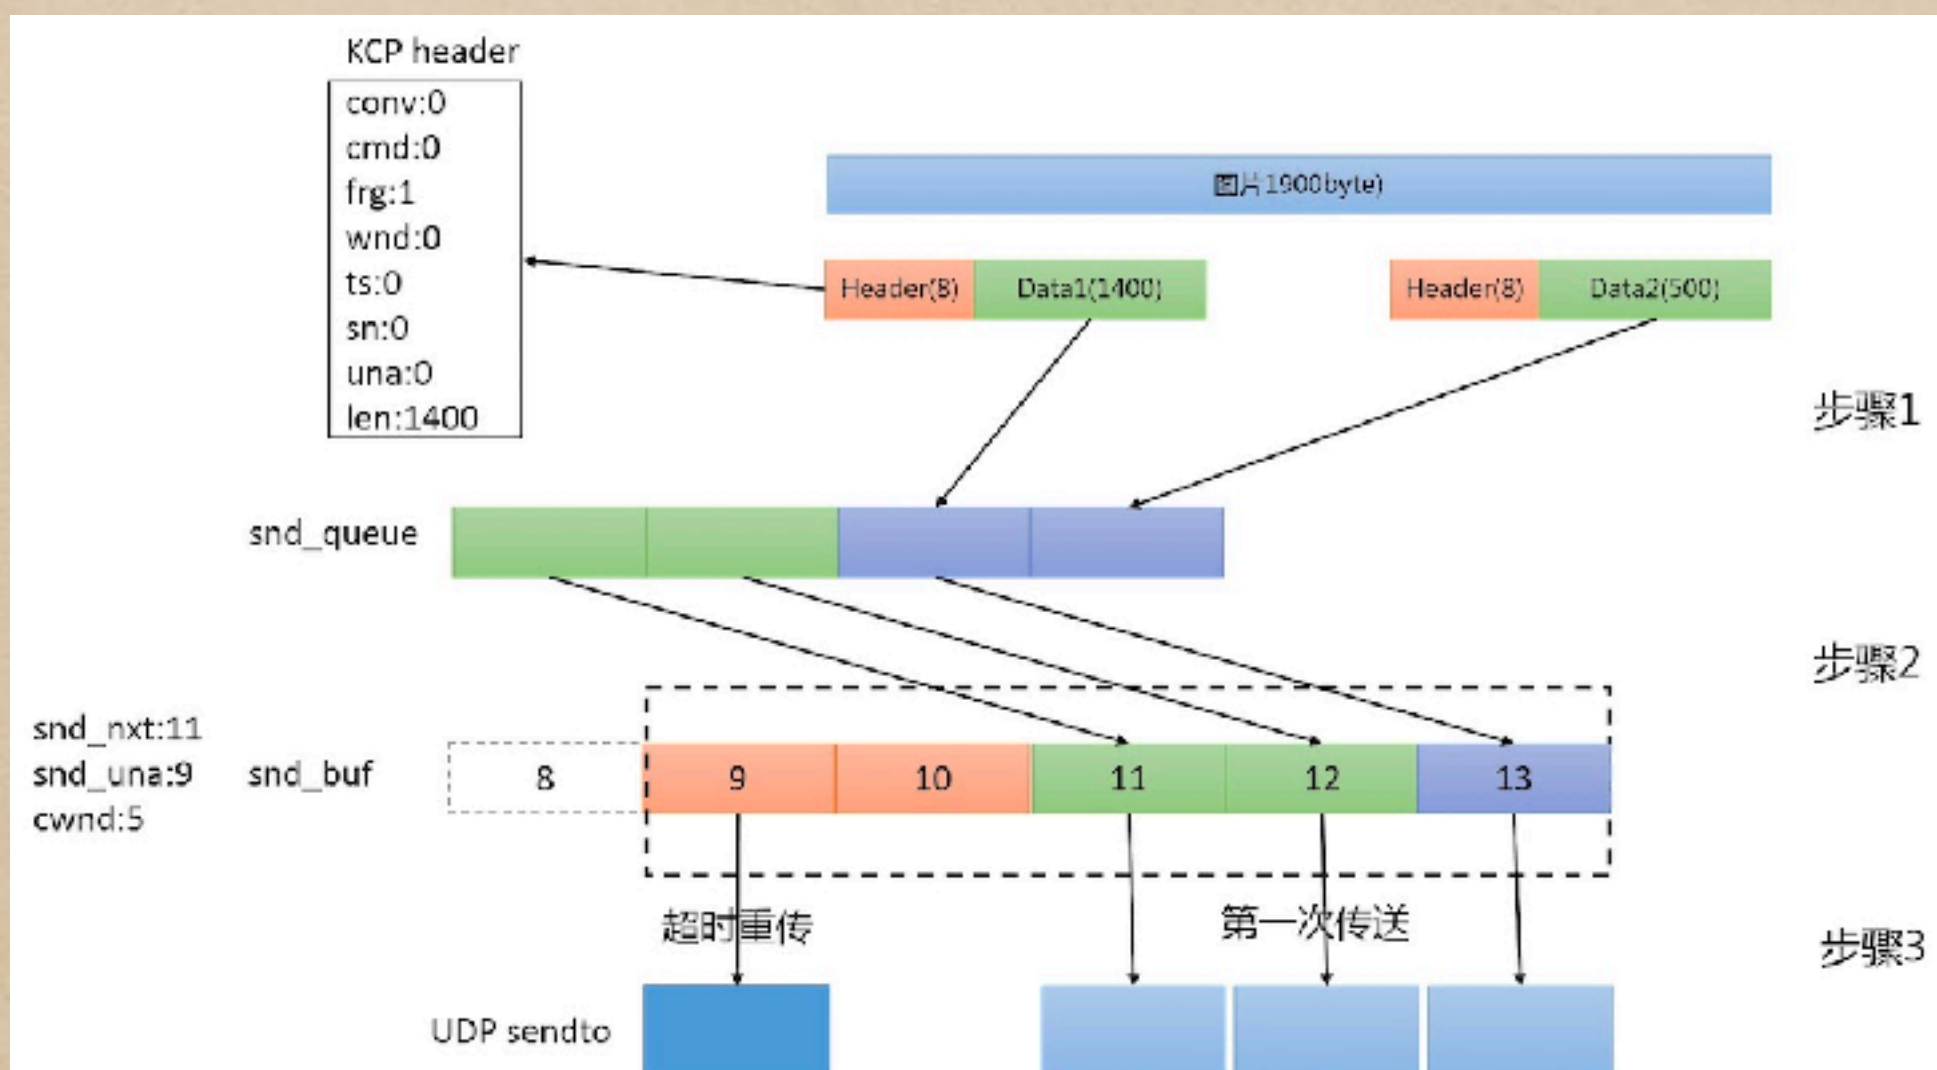 KCP header
conv:0
cmd:0
frg:1
wnd:0
ts:0
sn:0
una:0
len:1400
图片1900byte)
Header(8)
Data1(1400)
Header(8)
Data2(500)
步骤1
snd_queue
步骤2
snd_nxt:11
snd_una:9
cwnd:5
snd_buf
8
9
10
11
12
13
超时重传
第一次传送
步骤3
UDP sendto